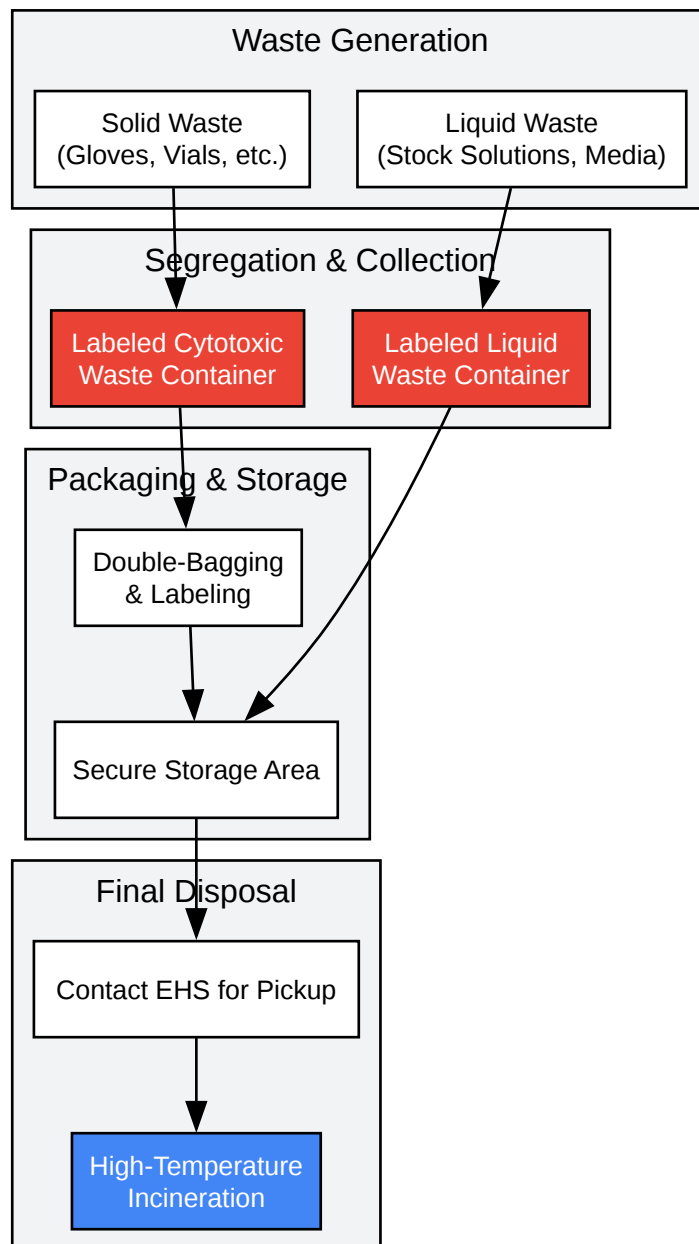 Waste Generation
Solid Waste
(Gloves, Vials, etc.)
Liquid Waste
(Stock Solutions, Media)
Segregation & Collection
Labeled Cytotoxic
Waste Container
Labeled Liquid
Waste Container
Packaging & Storage
Double-Bagging
& Labeling
Secure Storage Area
Final Disposal
Contact EHS for Pickup
High-Temperature
Incineration